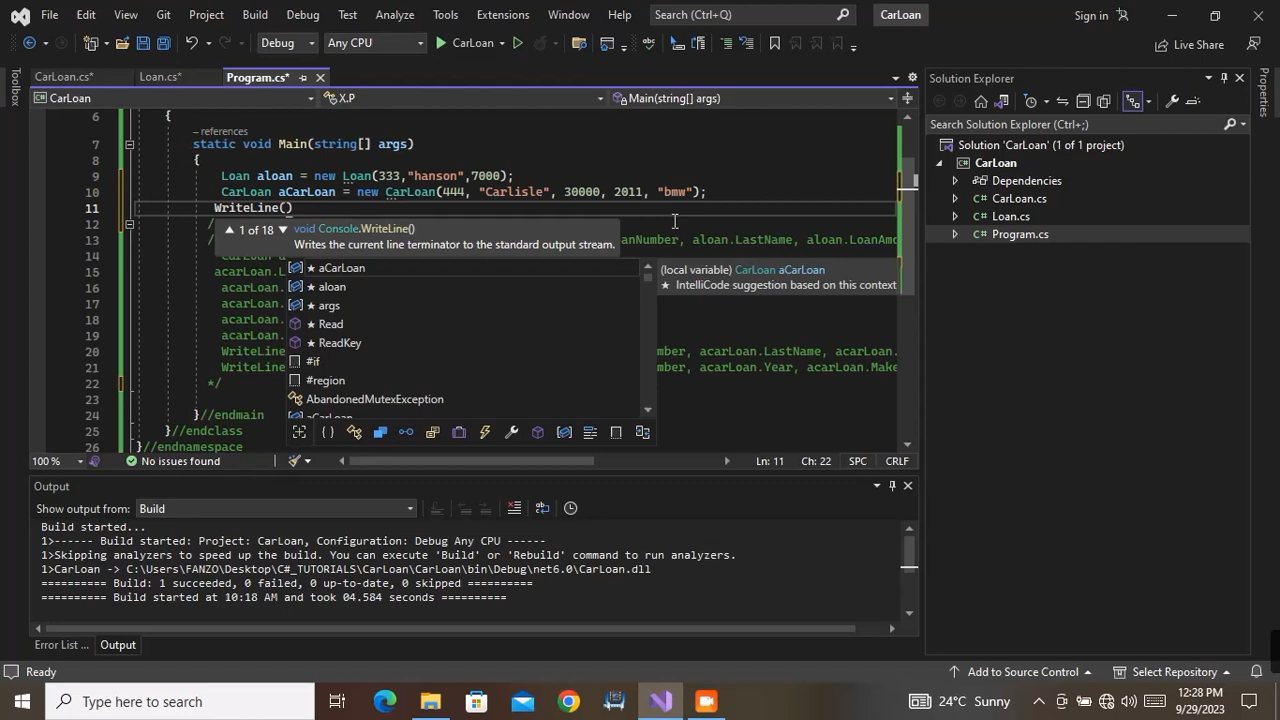 File Edit View Git Project Build Debug Test Analyze Tools Extensions Window Help Search (Ctrl+Q) CarLoan Sign in
Debug Any CPU CarLoan Live Share
CarLoan.cs* Loan.cs* Program.cs*
CarLoan X.P Main(string[] args)
Toolbox
Properties
6 {
– references
7 static void Main(string[] args)
8 {
9 Loan aloan = new Loan(333,"hanson",7000);
10 CarLoan aCarLoan = new CarLoan(444, "Carlisle", 30000, 2011, "bmw");
11 WriteLine()
12 /
1 of 18 void Console.WriteLine()
Writes the current line terminator to the standard output stream.
13 / anNumber, aloan.LastName, aloan.LoanAmo
14
15 acarLoan.L
16 acarLoan.
17 acarLoan.
18 acarLoan.
19 acarLoan.
20 WriteLine mber, acarLoan.LastName, acarLoan.
21 WriteLine mber, acarLoan.Year, acarLoan.Make
22 */
23
24 }//endmain
25 }//endclass
26 }//endnamespace
★ aCarLoan
★ aloan
★ args
★ Read
★ ReadKey
#if
#region
AbandonedMutexException
(local variable) CarLoan aCarLoan
★ IntelliCode suggestion based on this context
100 % No issues found Ln: 11 Ch: 22 SPC CRLF
Output
Show output from: Build
Build started...
1>------ Build started: Project: CarLoan, Configuration: Debug Any CPU ------
1>Skipping analyzers to speed up the build. You can execute 'Build' or 'Rebuild' command to run analyzers.
1>CarLoan -> C:\Users\FANZO\Desktop\C#_TUTORIALS\CarLoan\CarLoan\bin\Debug\net6.0\CarLoan.dll
========== Build: 1 succeeded, 0 failed, 0 up-to-date, 0 skipped ==========
========== Build started at 10:18 AM and took 04.584 seconds ==========
Error List ... Output
Solution Explorer
Search Solution Explorer (Ctrl+;)
Solution 'CarLoan' (1 of 1 project)
CarLoan
Dependencies
C# CarLoan.cs
C# Loan.cs
C# Program.cs
Ready Add to Source Control Select Repository
Type here to search 24°C Sunny 12:28 PM
9/29/2023